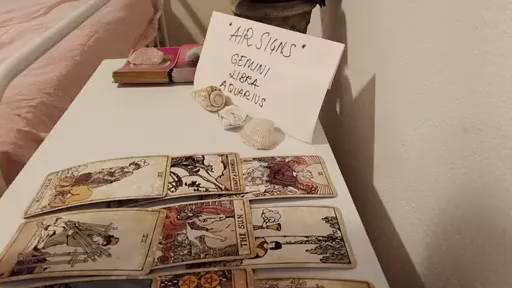 "AIR SIGNS"
GEMINI
LIBRA
AQUARIUS
THE SUN